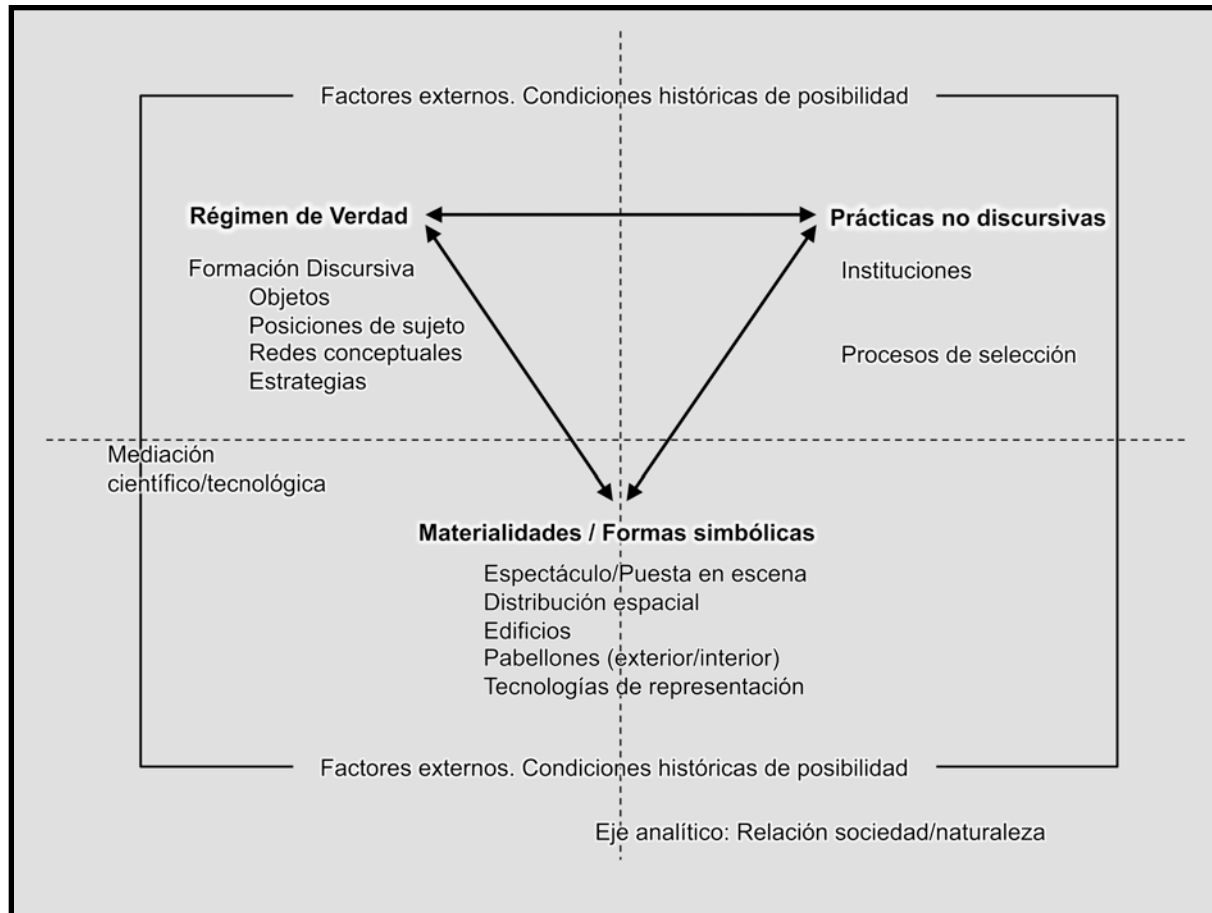 Factores externos. Condiciones históricas de posibilidad
Régimen de Verdad
Prácticas no discursivas
Formación Discursiva
Objetos
Posiciones de sujeto
Redes conceptuales
Estrategias
Instituciones
Procesos de selección
Mediación
científico/tecnológica
Materialidades / Formas simbólicas
Espectáculo/Puesta en escena
Distribución espacial
Edificios
Pabellones (exterior/interior)
Tecnologías de representación
Factores externos. Condiciones históricas de posibilidad
Eje analítico: Relación sociedad/naturaleza